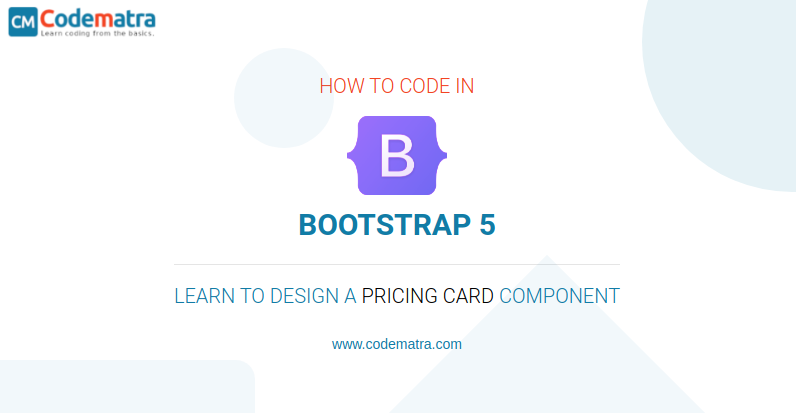 CM Codematra
Learn coding from the basics.
HOW TO CODE IN
B
BOOTSTRAP 5
LEARN TO DESIGN A PRICING CARD COMPONENT
www.codematra.com